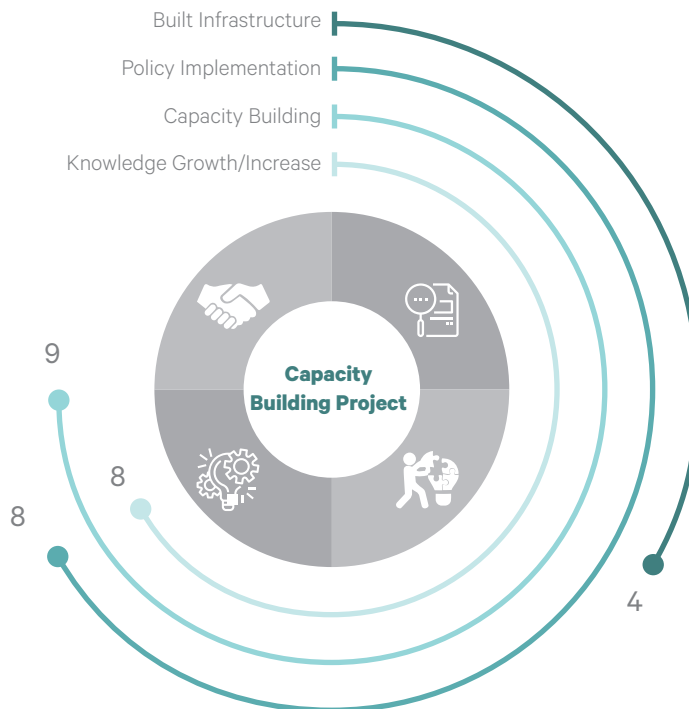 Built Infrastructure
Policy Implementation
Capacity Building
Knowledge Growth/Increase
Capacity
Building Project
9
8
8
4